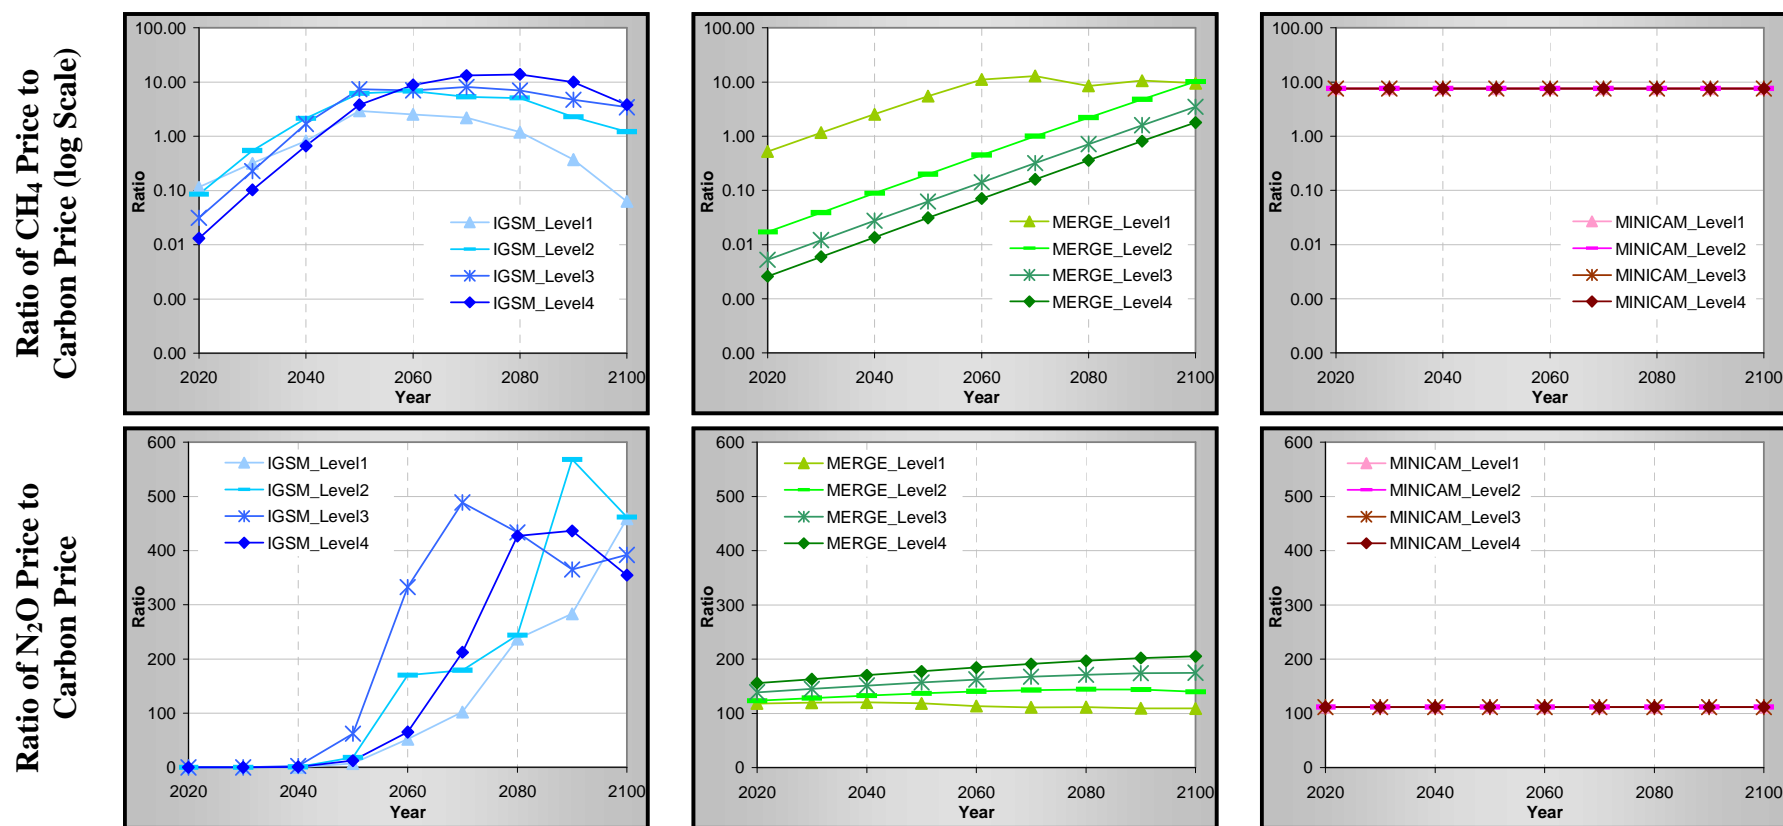 Ratio of CH4 Price to
Carbon Price (log Scale)
100.00
10.00
1.00
0.10
0.01
0.00
0.00
Ratio
IGSM_Level1
IGSM_Level2
IGSM_Level3
IGSM_Level4
2020 2040 2060 2080 2100
Year
100.00
10.00
1.00
0.10
0.01
0.00
0.00
Ratio
MERGE_Level1
MERGE_Level2
MERGE_Level3
MERGE_Level4
2020 2040 2060 2080 2100
Year
100.00
10.00
1.00
0.10
0.01
0.00
0.00
Ratio
MINICAM_Level1
MINICAM_Level2
MINICAM_Level3
MINICAM_Level4
2020 2040 2060 2080 2100
Year
Ratio of N2O Price to
Carbon Price
600
500
400
300
200
100
0
Ratio
IGSM_Level1
IGSM_Level2
IGSM_Level3
IGSM_Level4
2020 2040 2060 2080 2100
Year
600
500
400
300
200
100
0
Ratio
MERGE_Level1
MERGE_Level2
MERGE_Level3
MERGE_Level4
2020 2040 2060 2080 2100
Year
600
500
400
300
200
100
0
Ratio
MINICAM_Level1
MINICAM_Level2
MINICAM_Level3
MINICAM_Level4
2020 2040 2060 2080 2100
Year